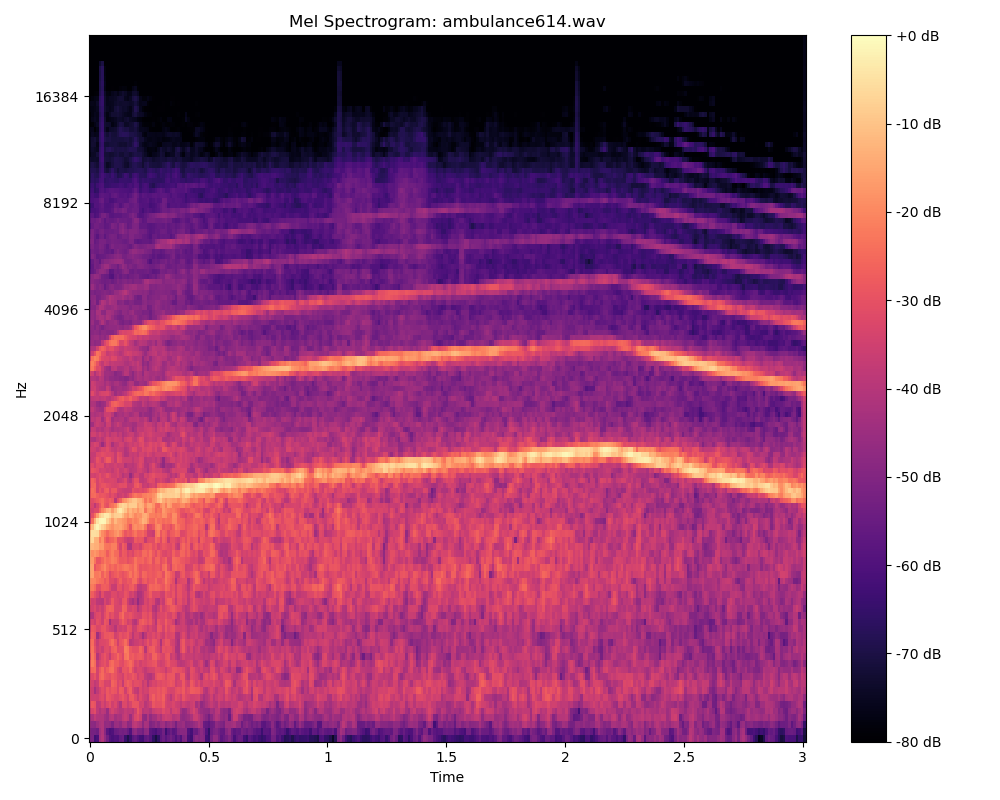 Mel Spectrogram: ambulance614.wav
Hz
16384
8192
4096
2048
1024
512
0
0
0.5
1
1.5
2
2.5
3
Time
+0 dB
-10 dB
-20 dB
-30 dB
-40 dB
-50 dB
-60 dB
-70 dB
-80 dB